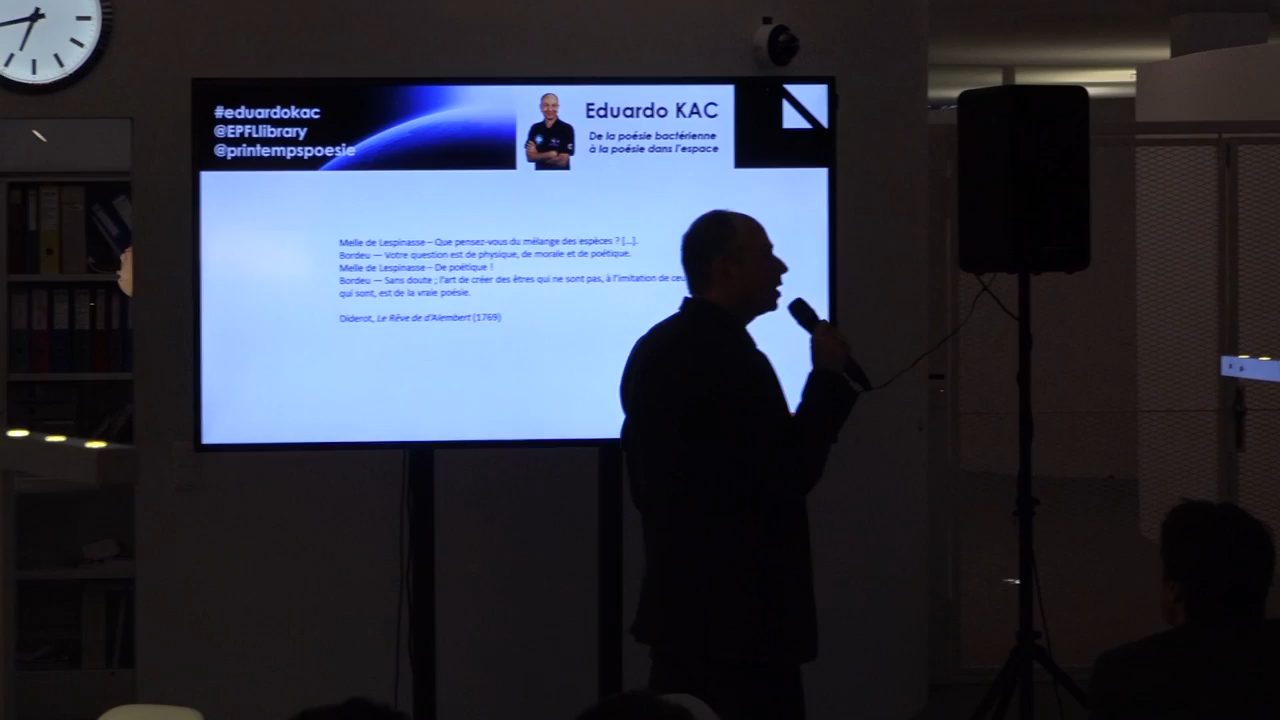 #eduardokac
@EPFLlibrary
@printempspoesie
Eduardo KAC
De la poésie bactérienne
à la poésie dans l'espace
Melle de Lespinasse – Que pensez-vous du mélange des espèces ? [...].
Bordeu — Votre question est de physique, de morale et de poétique.
Melle de Lespinasse – De poétique !
Bordeu — Sans doute ; l'art de créer des êtres qui ne sont pas, à l'imitation de
qui sont, est de la vraie poésie.
Diderot, Le Rêve de d'Alembert (1769)